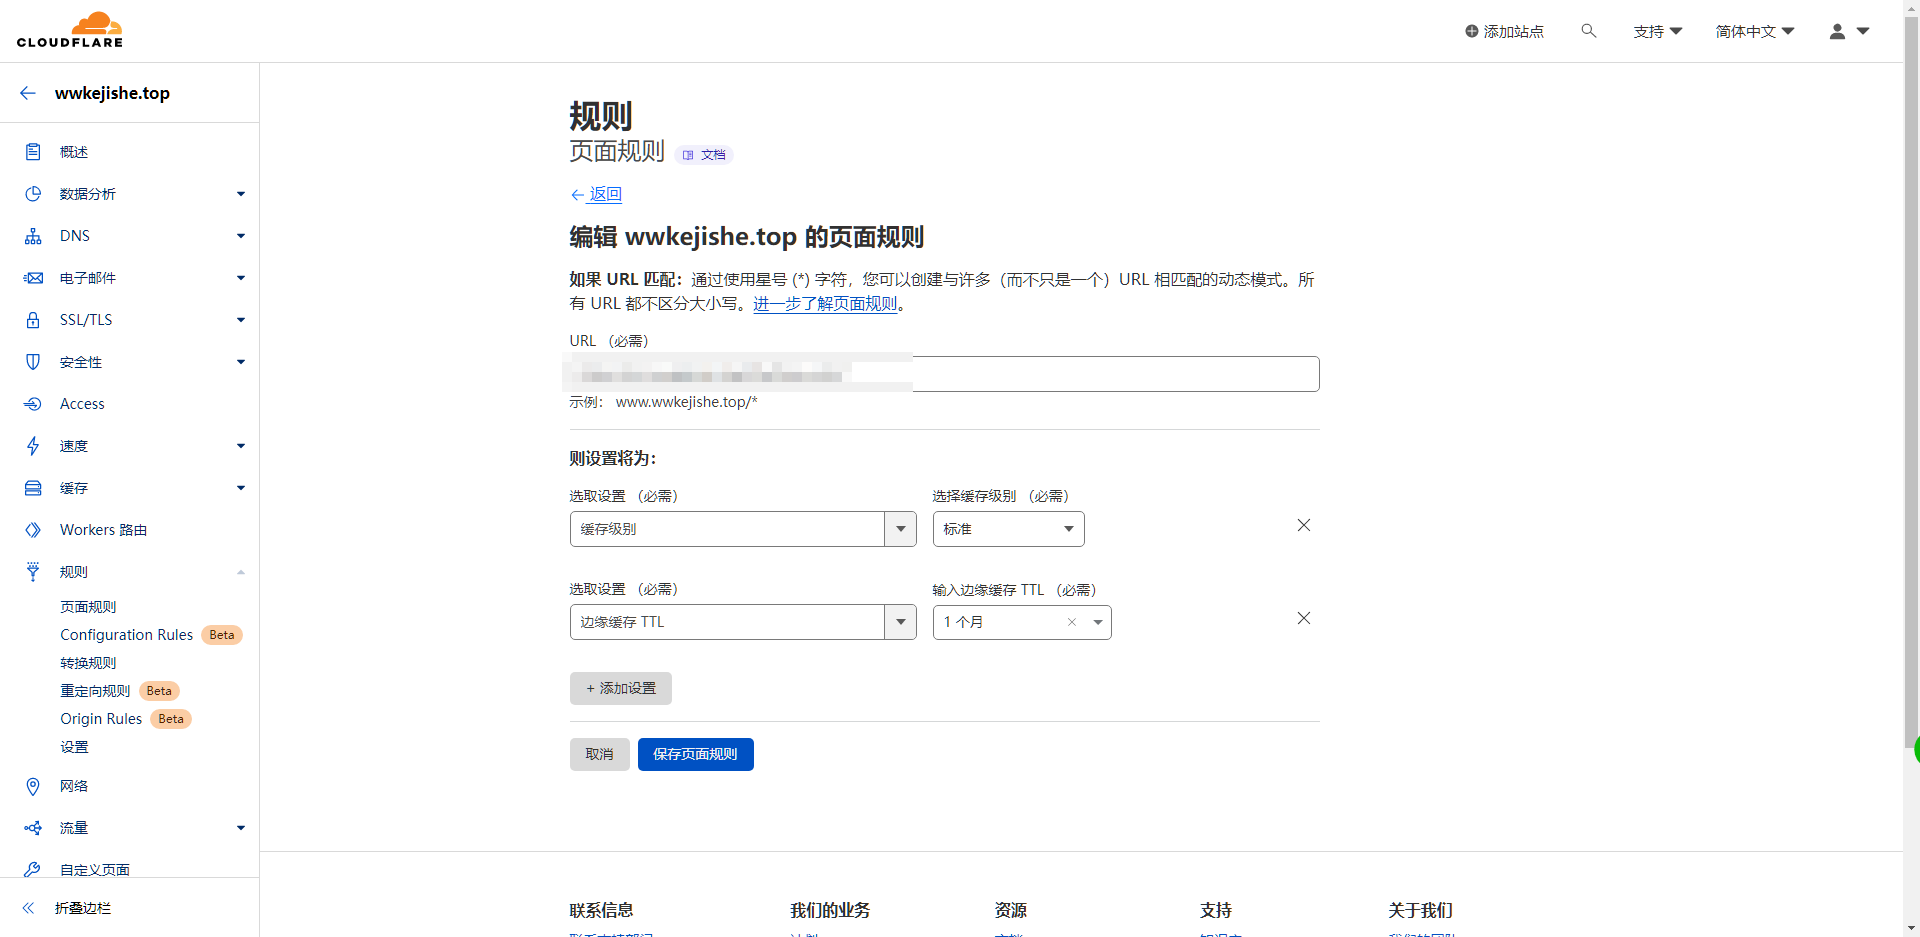 CLOUDFLARE
添加站点
支持
简体中文
wwkejishe.top
概述
数据分析
DNS
电子邮件
SSL/TLS
安全性
Access
速度
缓存
Workers 路由
规则
页面规则
Configuration Rules Beta
转换规则
重定向规则 Beta
Origin Rules Beta
设置
网络
流量
自定义页面
折叠边栏
规则
页面规则 文档
返回
编辑 wwkejishe.top 的页面规则
如果 URL 匹配：通过使用星号 (*) 字符，您可以创建与许多（而不只是一个）URL 相匹配的动态模式。所
有 URL 都不区分大小写。进一步了解页面规则。
URL （必需）
示例： www.wwkejishe.top/*
则设置将为：
选取设置 （必需） 选择缓存级别 （必需）
缓存级别 标准
选取设置 （必需） 输入边缘缓存 TTL （必需）
边缘缓存 TTL 1 个月
+ 添加设置
取消 保存页面规则
联系信息 我们的业务 资源 支持 关于我们